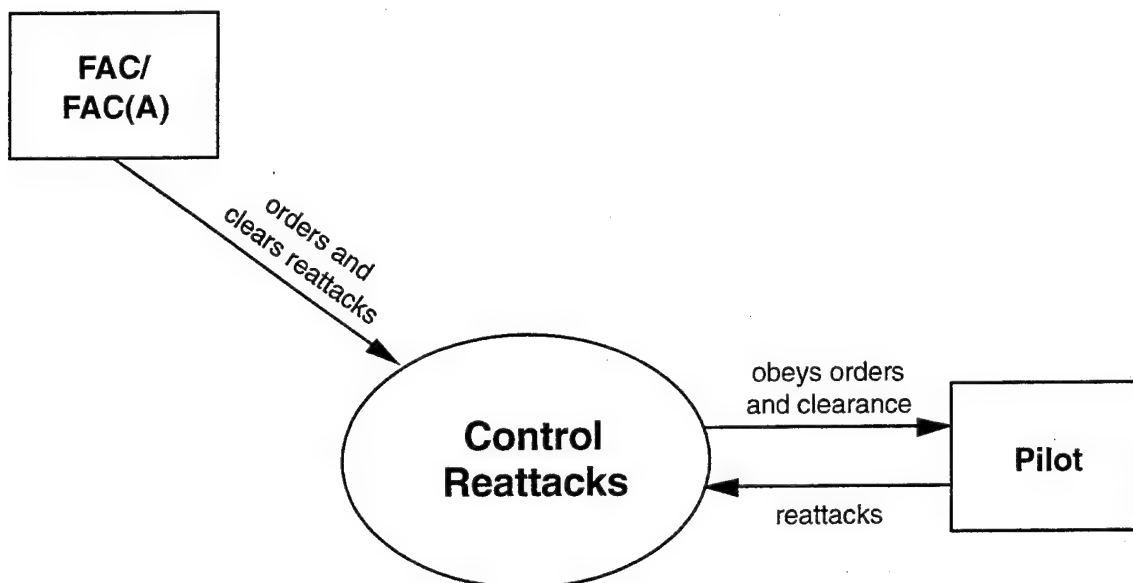 FAC/
FAC(A)
orders and
clears reattacks
Control
Reattacks
obeys orders
and clearance
Pilot
reattacks